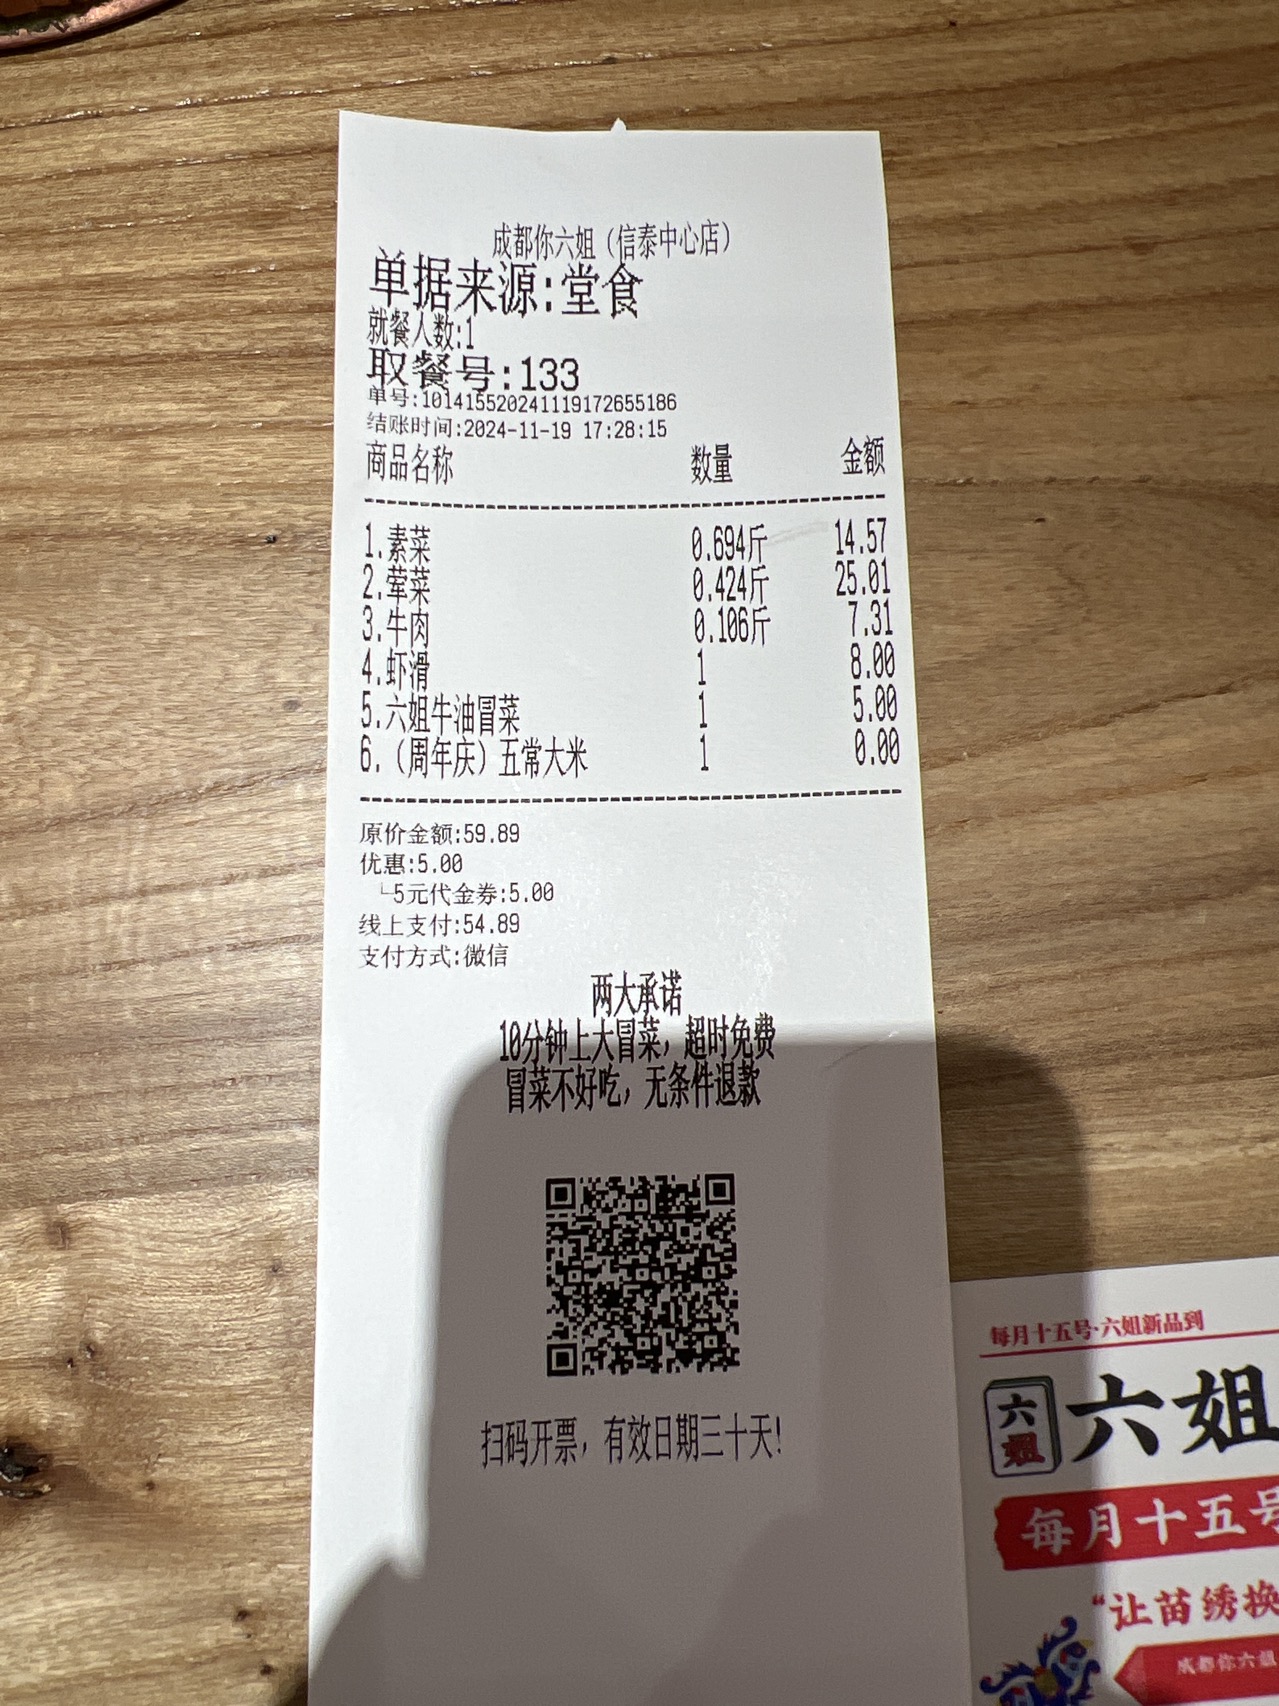 成都你六姐（信泰中心店）
单据来源:堂食
就餐人数:1
取餐号:133
单号:101415520241119172655186
结账时间:2024-11-19 17:28:15
商品名称 数量 金额
1.素菜 0.694斤 14.57
2.荤菜 0.424斤 25.01
3.牛肉 0.106斤 7.31
4.虾滑 1 8.00
5.六姐牛油冒菜 1 5.00
6.（周年庆）五常大米 1 0.00
原价金额:59.89
优惠:5.00
└5元代金券:5.00
线上支付:54.89
支付方式:微信
两大承诺
10分钟上大冒菜，超时免费
冒菜不好吃，无条件退款
扫码开票，有效日期三十天!
每月十五号·六姐新品到
六姐 六姐
每月十五号
“让苗绣换
成都你六姐